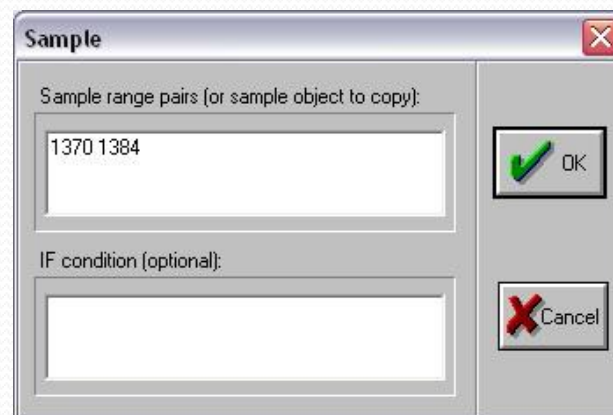 Sample
Sample range pairs (or sample object to copy):
1370 1384
OK
IF condition (optional):
Cancel